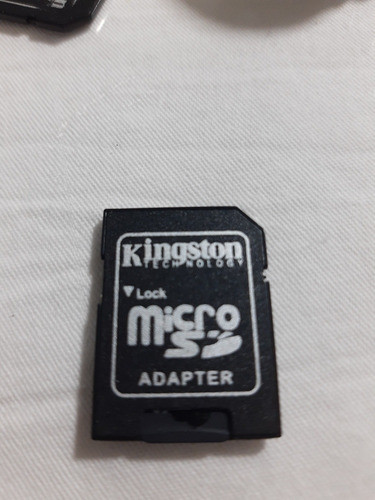 Kingston
TECHNOLOGY
Lock
micro
SD
ADAPTER